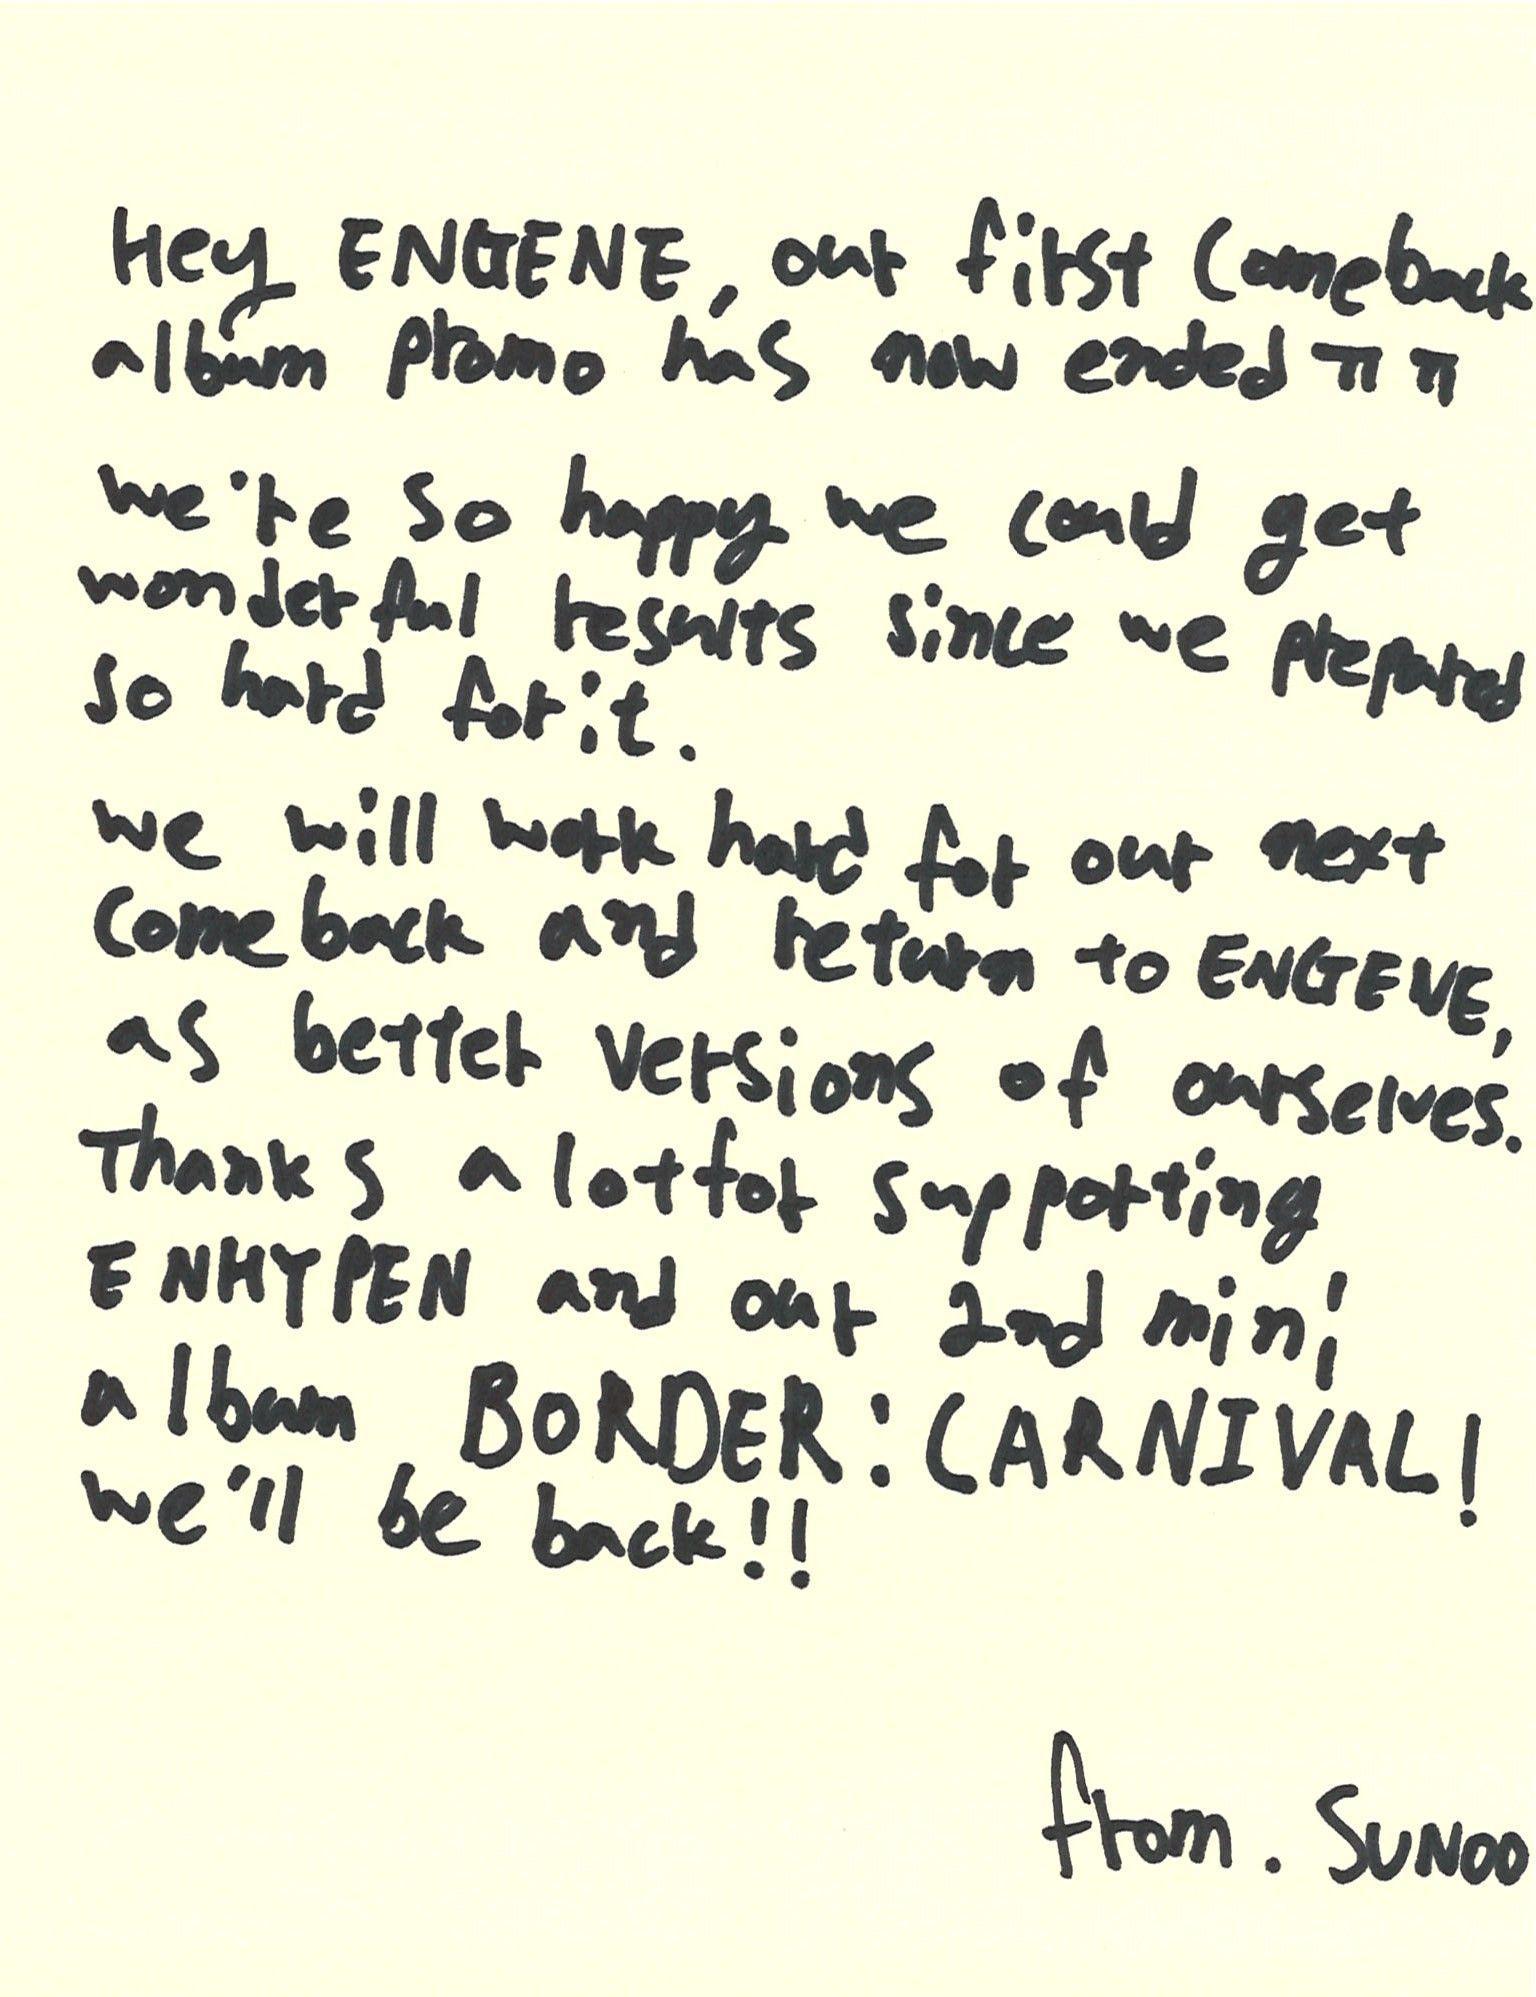 Hey ENGENE, our first Comeback
album promo has now ended ㅠㅠ
we're so happy we could get
wonderful results since we prepared
so hard for it.
we will work hard for our next
comeback and return to ENGENE,
as better versions of ourselves.
Thanks a lot for supporting
ENHYPEN and our 2nd mini
album BORDER : CARNIVAL!
we'll be back!!
from. SUNOO